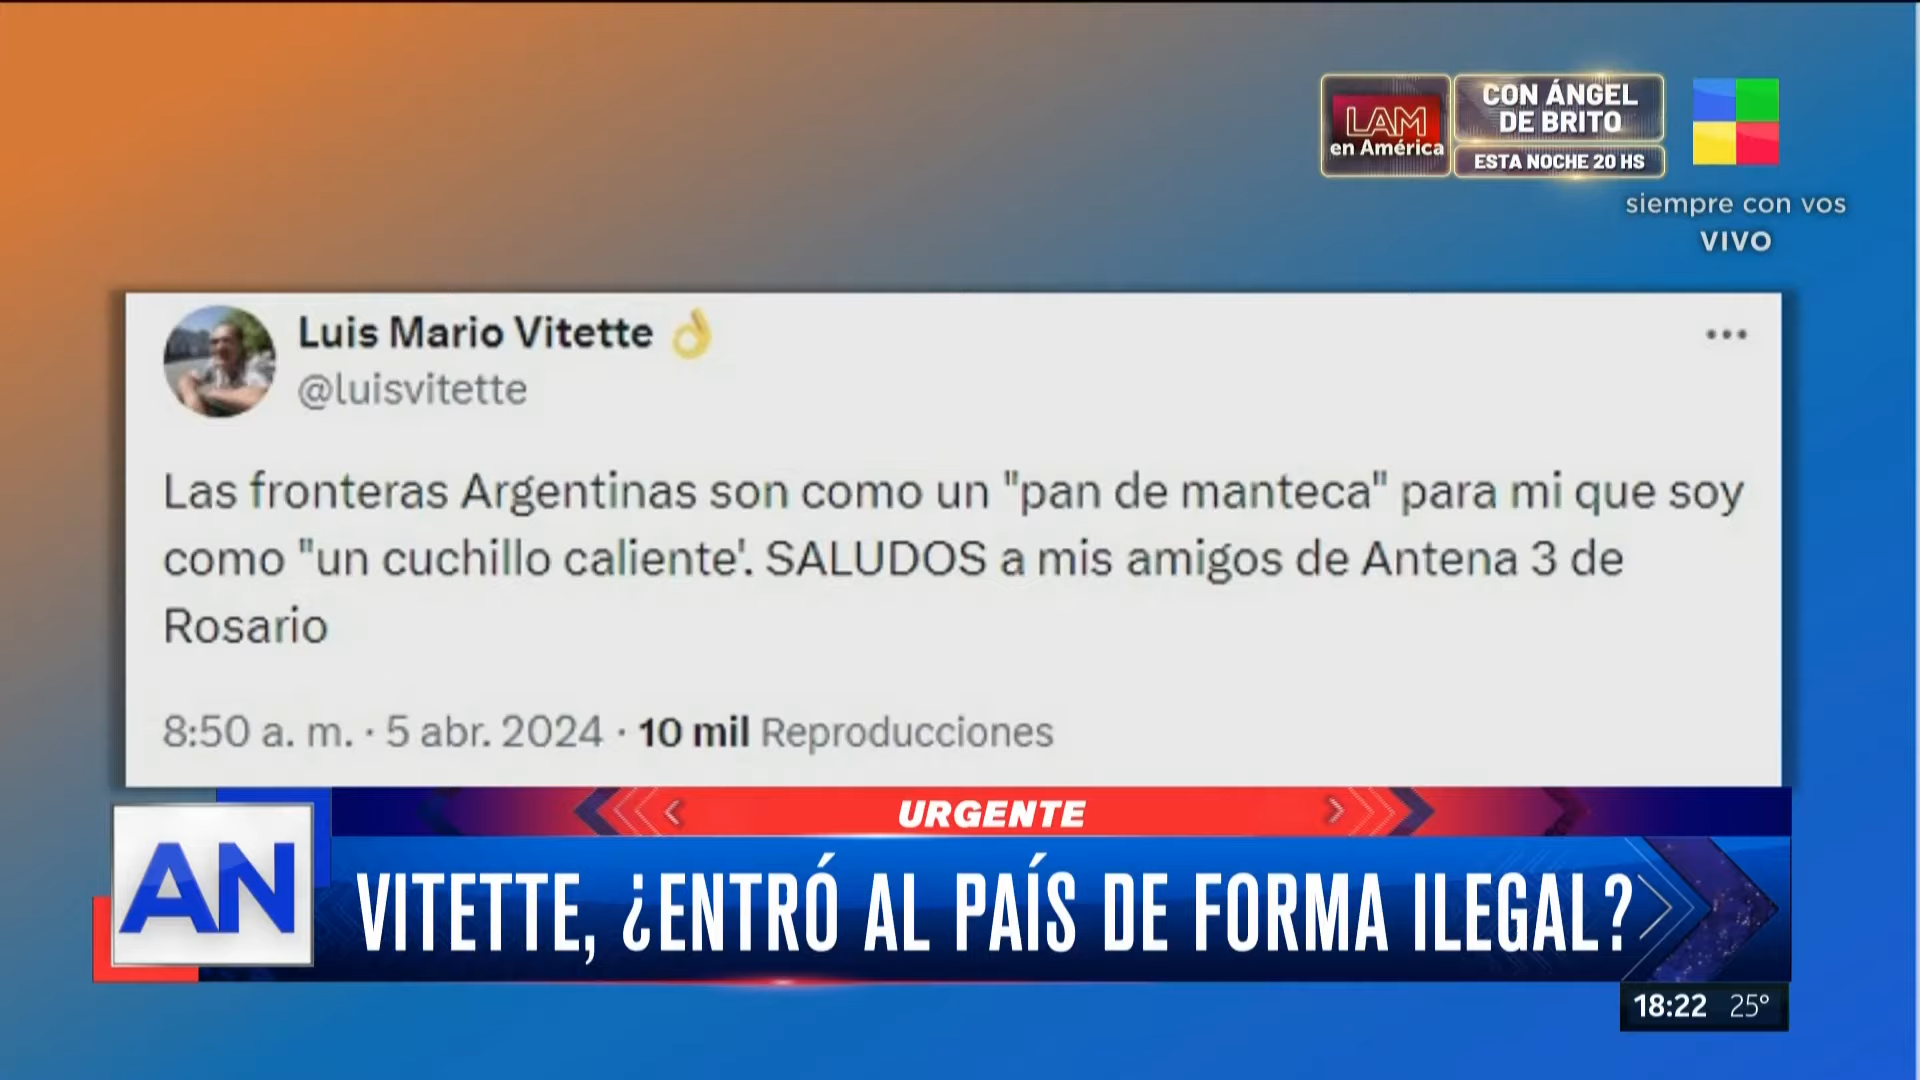 LAM
en América
CON ÁNGEL
DE BRITO
ESTA NOCHE 20 HS
siempre con vos
VIVO
Luis Mario Vitette 👌
@luisvitette
Las fronteras Argentinas son como un "pan de manteca" para mi que soy
como "un cuchillo caliente'. SALUDOS a mis amigos de Antena 3 de
Rosario
8:50 a. m. · 5 abr. 2024 · 10 mil Reproducciones
URGENTE
AN
VITETTE, ¿ENTRÓ AL PAÍS DE FORMA ILEGAL?
18:22 25°